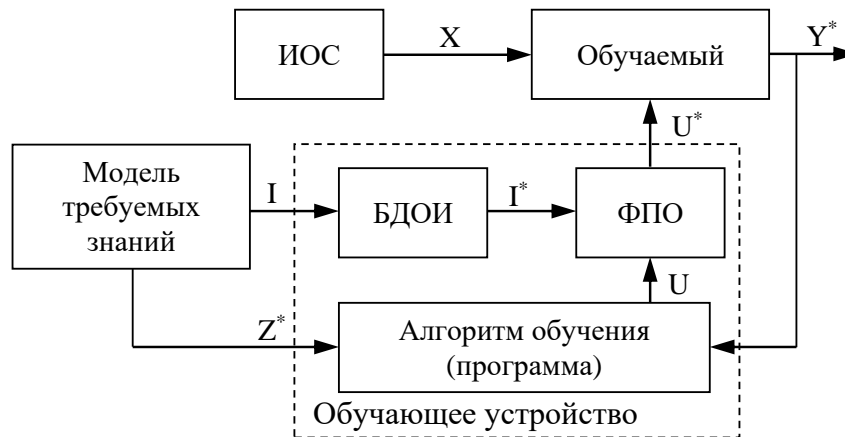 ИОС
X
Обучаемый
Y*
U*
Модель
требуемых
знаний
I
БДОИ
I*
ФПО
U
Z*
Алгоритм обучения
(программа)
Обучающее устройство